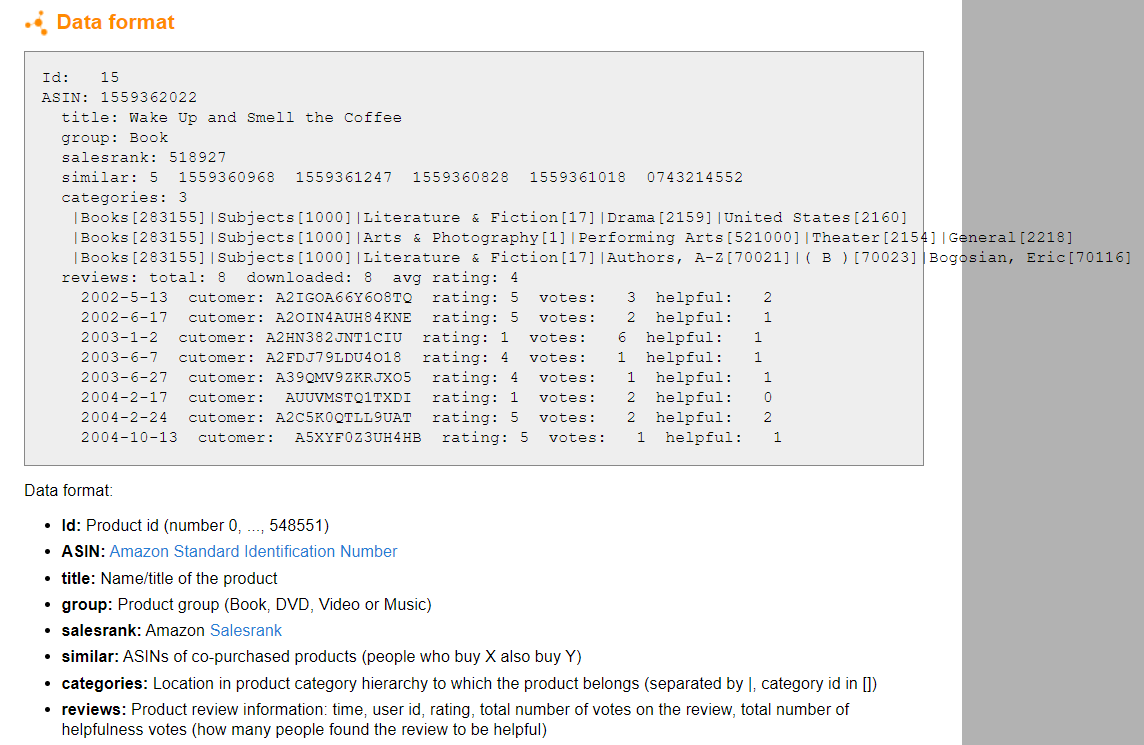 Data format
Id:   15
ASIN: 1559362022
  title: Wake Up and Smell the Coffee
  group: Book
  salesrank: 518927
  similar: 5  1559360968  1559361247  1559360828  1559361018  0743214552
  categories: 3
   |Books[283155]|Subjects[1000]|Literature & Fiction[17]|Drama[2159]|United States[2160]
   |Books[283155]|Subjects[1000]|Arts & Photography[1]|Performing Arts[521000]|Theater[2154]|General[2218]
   |Books[283155]|Subjects[1000]|Literature & Fiction[17]|Authors, A-Z[70021]|( B )[70023]|Bogosian, Eric[70116]
  reviews: total: 8  downloaded: 8  avg rating: 4
    2002-5-13  cutomer: A2IGOA66Y6O8TQ  rating: 5  votes:   3  helpful:   2
    2002-6-17  cutomer: A2OIN4AUH84KNE  rating: 5  votes:   2  helpful:   1
    2003-1-2  cutomer: A2HN382JNT1CIU  rating: 1  votes:   6  helpful:   1
    2003-6-7  cutomer: A2FDJ79LDU4O18  rating: 4  votes:   1  helpful:   1
    2003-6-27  cutomer: A39QMV9ZKRJXO5  rating: 4  votes:   1  helpful:   1
    2004-2-17  cutomer:  AUUVMSTQ1TXDI  rating: 1  votes:   2  helpful:   0
    2004-2-24  cutomer: A2C5K0QTLL9UAT  rating: 5  votes:   2  helpful:   2
    2004-10-13  cutomer:  A5XYF0Z3UH4HB  rating: 5  votes:   1  helpful:   1
Data format:
• Id: Product id (number 0, ..., 548551)
• ASIN: Amazon Standard Identification Number
• title: Name/title of the product
• group: Product group (Book, DVD, Video or Music)
• salesrank: Amazon Salesrank
• similar: ASINs of co-purchased products (people who buy X also buy Y)
• categories: Location in product category hierarchy to which the product belongs (separated by |, category id in [])
• reviews: Product review information: time, user id, rating, total number of votes on the review, total number of
helpfulness votes (how many people found the review to be helpful)